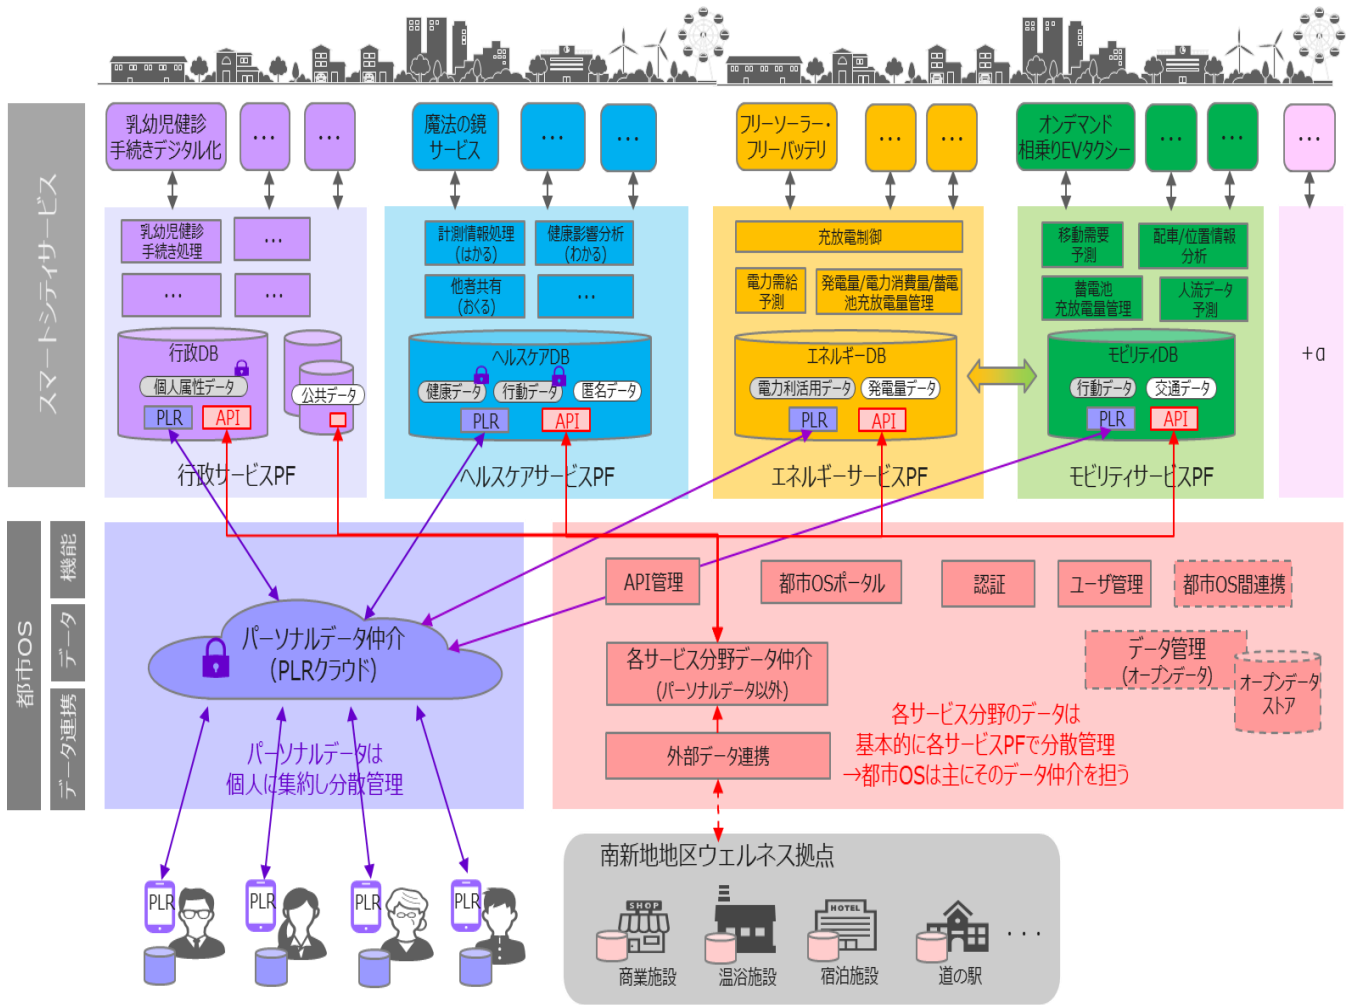 スマートシティサービス
乳幼児健診
手続きデジタル化
…
…
魔法の鏡
サービス
…
…
フリーソーラー・
フリーバッテリ
…
…
オンデマンド
相乗りEVタクシー
…
…
…
乳幼児健診
手続き処理
…
…
…
行政DB
個人属性データ
PLR
API
公共データ
行政サービスPF
計測情報処理
(はかる)
健康影響分析
(わかる)
他者共有
(おくる)
…
ヘルスケアDB
健康データ
行動データ
匿名データ
PLR
API
ヘルスケアサービスPF
充放電制御
電力需給
予測
発電量/電力消費量/蓄電
池充放電量管理
エネルギーDB
電力利活用データ
発電量データ
PLR
API
エネルギーサービスPF
移動需要
予測
配車/位置情報
分析
蓄電池
充放電量管理
人流データ
予測
モビリティDB
行動データ
交通データ
PLR
API
モビリティサービスPF
+α
都市OS
機能
データ
データ連携
パーソナルデータ仲介
(PLRクラウド)
パーソナルデータは
個人に集約し分散管理
API管理
都市OSポータル
認証
ユーザ管理
都市OS間連携
各サービス分野データ仲介
(パーソナルデータ以外)
データ管理
(オープンデータ)
オープンデータ
ストア
外部データ連携
各サービス分野のデータは
基本的に各サービスPFで分散管理
→都市OSは主にそのデータ仲介を担う
PLR
PLR
PLR
PLR
南新地地区ウェルネス拠点
SHOP
商業施設
温浴施設
HOTEL
宿泊施設
道の駅
・・・